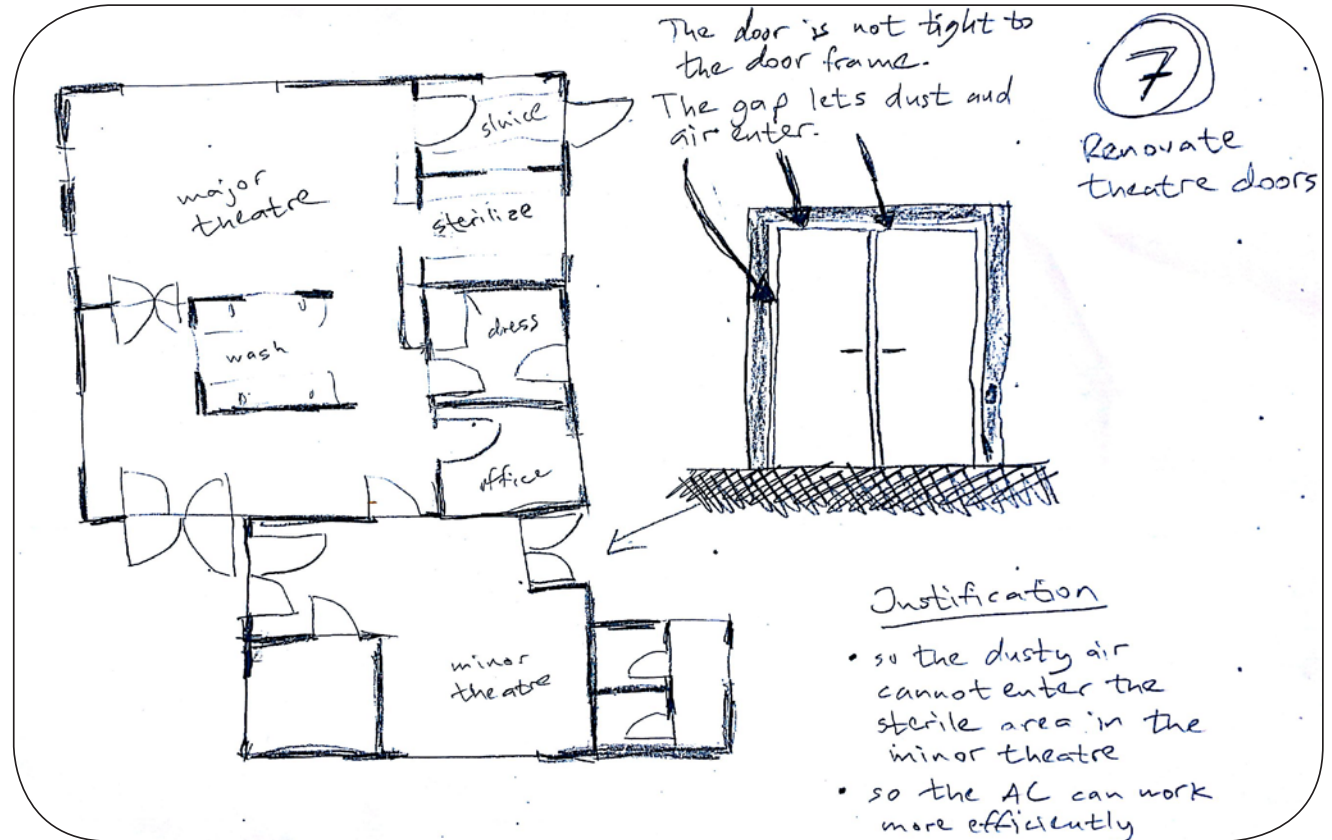 The door is not tight to
the door frame.
The gap lets dust and
air enter.
7
Renovate
theatre doors
sluice
major
theatre
sterilize
dress
wash
office
minor
theatre
Justification
• so the dusty air
cannot enter the
sterile area in the
minor theatre
• so the AC can work
more efficiently